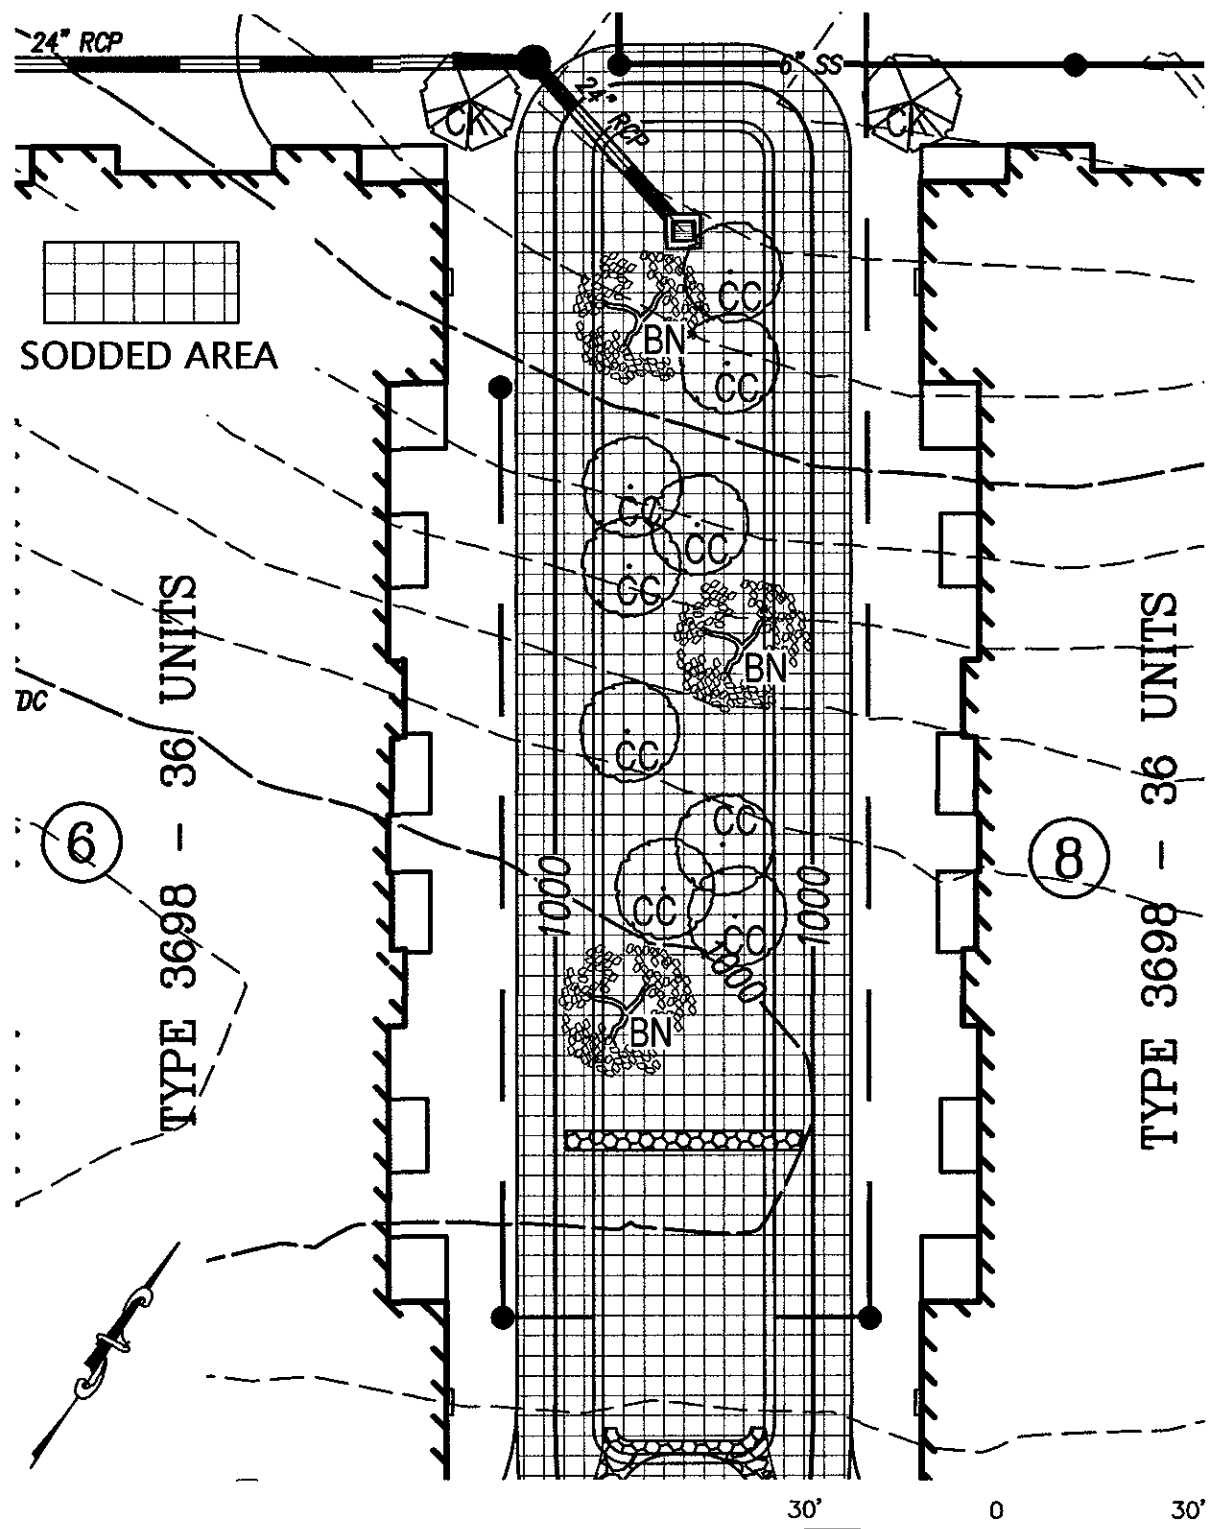 24" RCP
6" SS
24" RCP
CK
CK
SODDED AREA
CC
BN
CC
CC
CC
CC
BN
CC
CC
CC
CC
BN
TYPE 3698 - 36 UNITS
TYPE 3698 - 36 UNITS
DC
6
8
1000
1000
1000
30' 0 30'